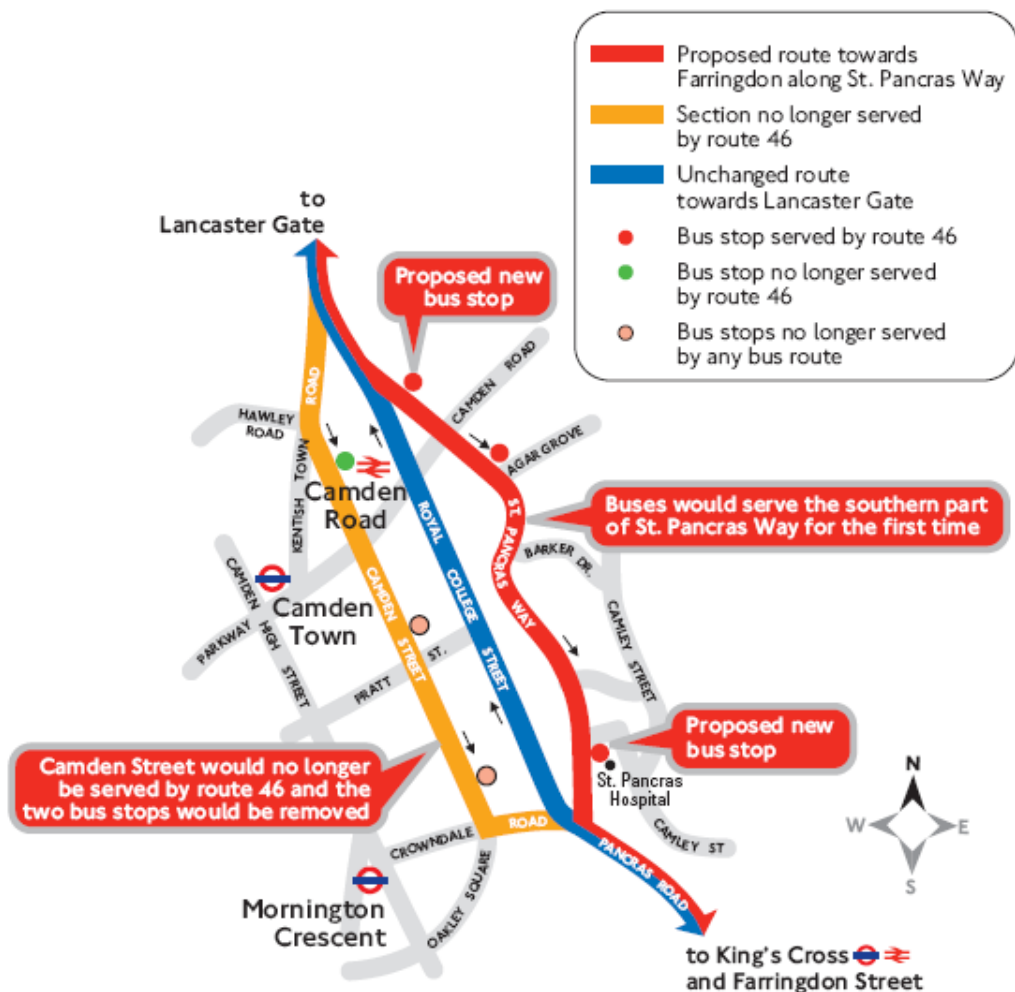 Proposed route towards
Farringdon along St. Pancras Way
Section no longer served
by route 46
Unchanged route
towards Lancaster Gate
Bus stop served by route 46
Bus stop no longer served
by route 46
Bus stops no longer served
by any bus route
to
Lancaster Gate
Proposed new
bus stop
CAMDEN ROAD
ROAD
HAWLEY
ROAD
AGAR GROVE
KENTISH TOWN
Camden
Road
ROYAL COLLEGE STREET
ST. PANCRAS WAY
Buses would serve the southern part
of St. Pancras Way for the first time
BARKER DR.
CAMDEN HIGH STREET
Camden
Town
PARKWAY
CAMDEN STREET
CAMLEY STREET
PRATT ST.
Proposed new
bus stop
St. Pancras
Hospital
Camden Street would no longer
be served by route 46 and the
two bus stops would be removed
CROWNDALE ROAD
CAMLEY ST
PANCRAS ROAD
OAKLEY SQUARE
Mornington
Crescent
N
W E
S
to King's Cross
and Farringdon Street